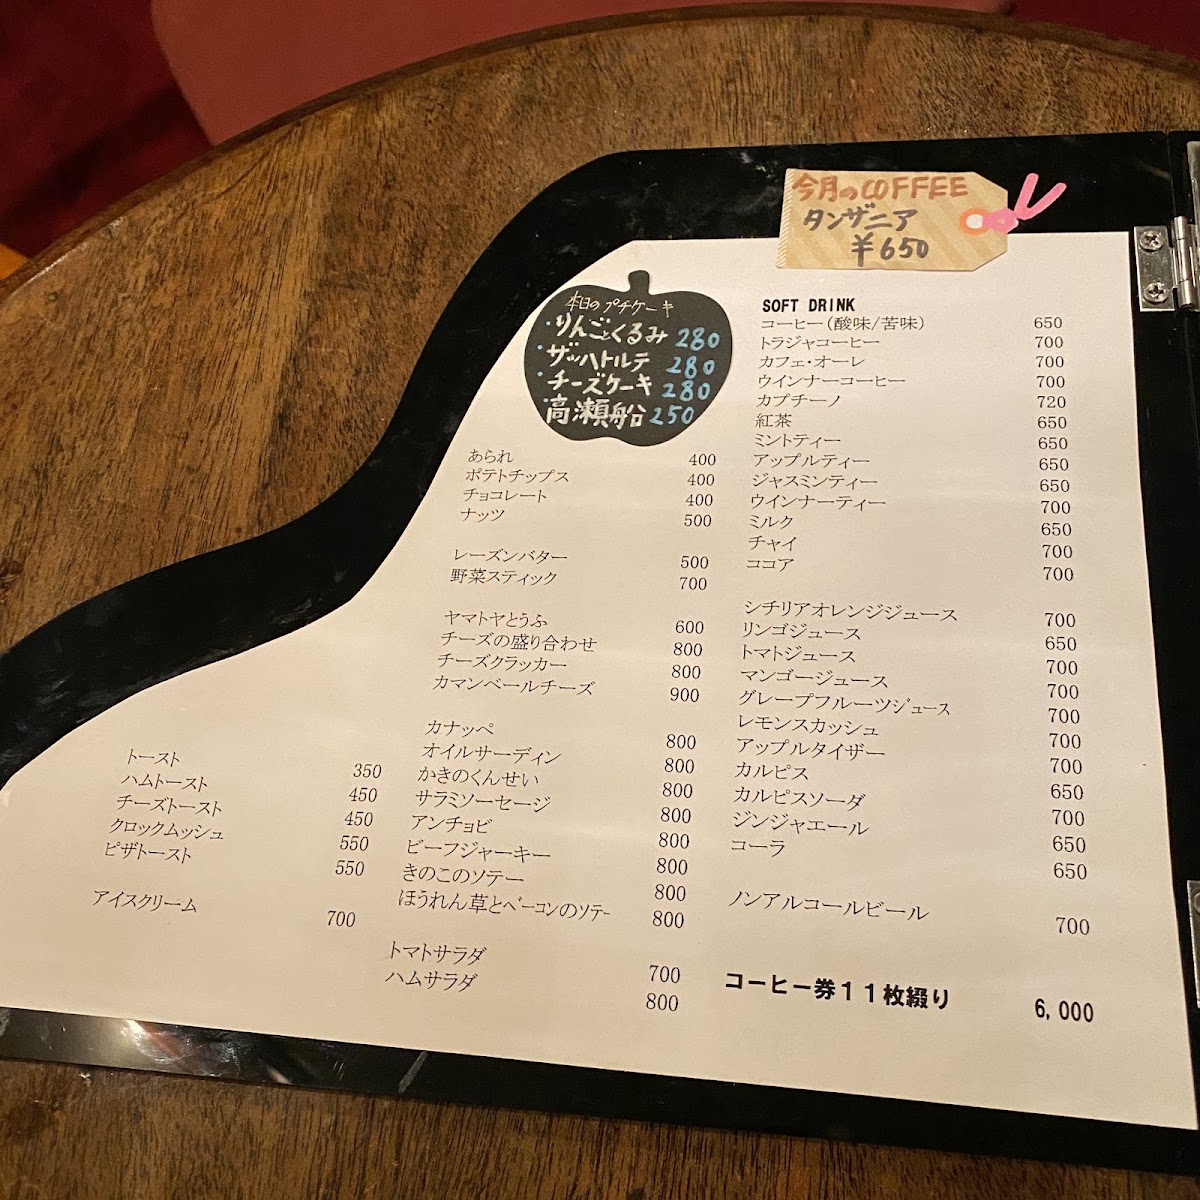 今月のCOFFEE
タンザニア
¥650
本日のプチケーキ
・りんごとくるみ 280
・ザッハトルテ 280
・チーズケーキ 280
・高瀬船 250
SOFT DRINK
コーヒー(酸味/苦味) 650
トラジャコーヒー 700
カフェ・オーレ 700
ウインナーコーヒー 700
カプチーノ 720
紅茶 650
ミントティー 650
アップルティー 650
ジャスミンティー 650
ウインナーティー 700
ミルク 650
チャイ 700
ココア 700
シチリアオレンジジュース 700
リンゴジュース 650
トマトジュース 700
マンゴージュース 700
グレープフルーツジュース 700
レモンスカッシュ 700
アップルタイザー 700
カルピス 650
カルピスソーダ 700
ジンジャエール 650
コーラ 650
ノンアルコールビール 700
コーヒー券11枚綴り 6,000
あられ 400
ポテトチップス 400
チョコレート 400
ナッツ 500
レーズンバター 500
野菜スティック 700
ヤマトヤとうふ 600
チーズの盛り合わせ 800
チーズクラッカー 800
カマンベールチーズ 900
カナッペ 800
オイルサーディン 800
かきのくんせい 800
サラミソーセージ 800
アンチョビ 800
ビーフジャーキー 800
きのこのソテー 800
ほうれん草とベーコンのソテー 800
トマトサラダ 700
ハムサラダ 800
トースト 350
ハムトースト 450
チーズトースト 450
クロックムッシュ 550
ピザトースト 550
アイスクリーム 700